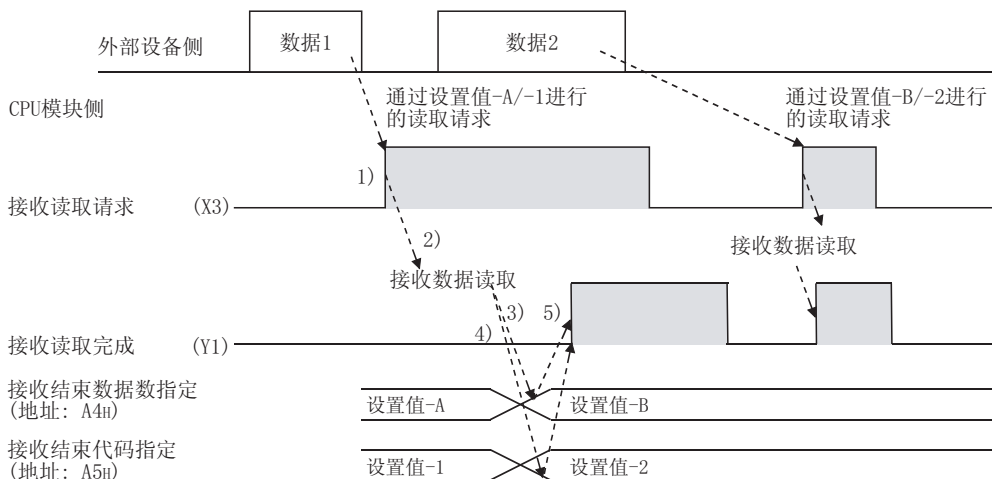 外部设备侧
数据1
数据2
CPU模块侧
通过设置值-A/-1进行
的读取请求
通过设置值-B/-2进行
的读取请求
1)
接收读取请求 (X3)
2)
接收数据读取
接收数据读取
3)
5)
4)
接收读取完成 (Y1)
接收结束数据数指定
(地址: A4H)
设置值-A
设置值-B
接收结束代码指定
(地址: A5H)
设置值-1
设置值-2